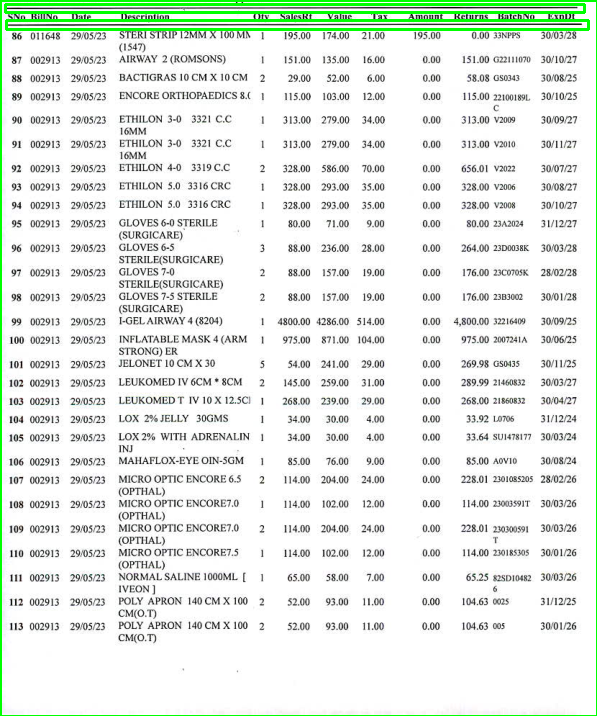 SNo BillNo Date Description Qty SalesRt Value Tax Amount Returns BatchNo ExpDt
86 011648 29/05/23 STERI STRIP 12MM X 100 MM 1 195.00 174.00 21.00 195.00 0.00 33NPPS 30/03/28
(1547)
87 002913 29/05/23 AIRWAY 2 (ROMSONS) 1 151.00 135.00 16.00 0.00 151.00 G22111070 30/10/27
88 002913 29/05/23 BACTIGRAS 10 CM X 10 CM 2 29.00 52.00 6.00 0.00 58.08 GS0343 30/08/25
89 002913 29/05/23 ENCORE ORTHOPAEDICS 8.( 1 115.00 103.00 12.00 0.00 115.00 22100189L 30/10/25
C
90 002913 29/05/23 ETHILON 3-0 3321 C.C 1 313.00 279.00 34.00 0.00 313.00 V2009 30/09/27
16MM
91 002913 29/05/23 ETHILON 3-0 3321 C.C 1 313.00 279.00 34.00 0.00 313.00 V2010 30/11/27
16MM
92 002913 29/05/23 ETHILON 4-0 3319 C.C 2 328.00 586.00 70.00 0.00 656.01 V2022 30/07/27
93 002913 29/05/23 ETHILON 5.0 3316 CRC 1 328.00 293.00 35.00 0.00 328.00 V2006 30/08/27
94 002913 29/05/23 ETHILON 5.0 3316 CRC 1 328.00 293.00 35.00 0.00 328.00 V2008 30/10/27
95 002913 29/05/23 GLOVES 6-0 STERILE 1 80.00 71.00 9.00 0.00 80.00 23A2024 31/12/27
(SURGICARE)
96 002913 29/05/23 GLOVES 6-5 3 88.00 236.00 28.00 0.00 264.00 23D0038K 30/03/28
STERILE(SURGICARE)
97 002913 29/05/23 GLOVES 7-0 2 88.00 157.00 19.00 0.00 176.00 23C0705K 28/02/28
STERILE(SURGICARE)
98 002913 29/05/23 GLOVES 7-5 STERILE 2 88.00 157.00 19.00 0.00 176.00 23B3002 30/01/28
(SURGICARE)
99 002913 29/05/23 I-GEL AIRWAY 4 (8204) 1 4800.00 4286.00 514.00 0.00 4,800.00 32216409 30/09/25
100 002913 29/05/23 INFLATABLE MASK 4 (ARM 1 975.00 871.00 104.00 0.00 975.00 2007241A 30/06/25
STRONG) ER
101 002913 29/05/23 JELONET 10 CM X 30 5 54.00 241.00 29.00 0.00 269.98 GS0435 30/11/25
102 002913 29/05/23 LEUKOMED IV 6CM * 8CM 2 145.00 259.00 31.00 0.00 289.99 21460832 30/03/27
103 002913 29/05/23 LEUKOMED T IV 10 X 12.5CM 1 268.00 239.00 29.00 0.00 268.00 21860832 30/04/27
104 002913 29/05/23 LOX 2% JELLY 30GMS 1 34.00 30.00 4.00 0.00 33.92 L0706 31/12/24
105 002913 29/05/23 LOX 2% WITH ADRENALIN 1 34.00 30.00 4.00 0.00 33.64 SU1478177 30/03/24
INJ
106 002913 29/05/23 MAHAFLOX-EYE OIN-5GM 1 85.00 76.00 9.00 0.00 85.00 A0V10 30/08/24
107 002913 29/05/23 MICRO OPTIC ENCORE 6.5 2 114.00 204.00 24.00 0.00 228.01 2301085205 28/02/26
(OPTHAL)
108 002913 29/05/23 MICRO OPTIC ENCORE7.0 1 114.00 102.00 12.00 0.00 114.00 23003591T 30/03/26
(OPTHAL)
109 002913 29/05/23 MICRO OPTIC ENCORE7.0 2 114.00 204.00 24.00 0.00 228.01 230300591 30/03/26
(OPTHAL) T
110 002913 29/05/23 MICRO OPTIC ENCORE7.5 1 114.00 102.00 12.00 0.00 114.00 230185305 30/01/26
(OPTHAL)
111 002913 29/05/23 NORMAL SALINE 1000ML [ 1 65.00 58.00 7.00 0.00 65.25 82SD10482 30/03/26
IVEON ] 6
112 002913 29/05/23 POLY APRON 140 CM X 100 2 52.00 93.00 11.00 0.00 104.63 0025 31/12/25
CM(O.T)
113 002913 29/05/23 POLY APRON 140 CM X 100 2 52.00 93.00 11.00 0.00 104.63 005 30/01/26
CM(O.T)